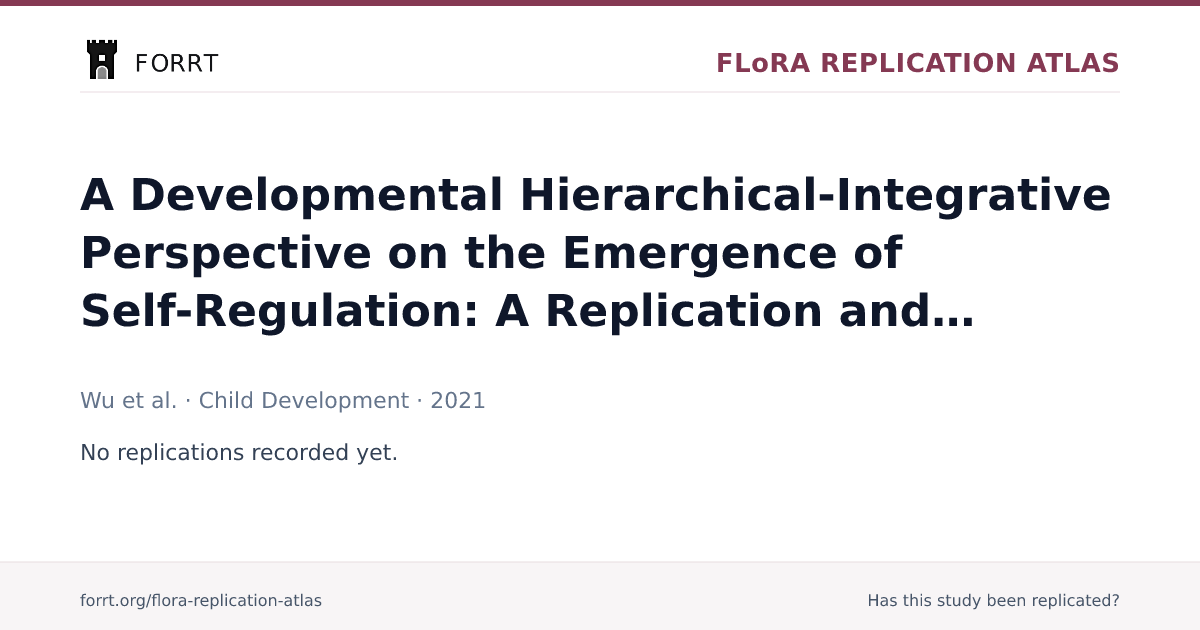 FORRT
FLoRA REPLICATION ATLAS
A Developmental Hierarchical-Integrative
Perspective on the Emergence of
Self-Regulation: A Replication and…
Wu et al. · Child Development · 2021
No replications recorded yet.
forrt.org/flora-replication-atlas
Has this study been replicated?